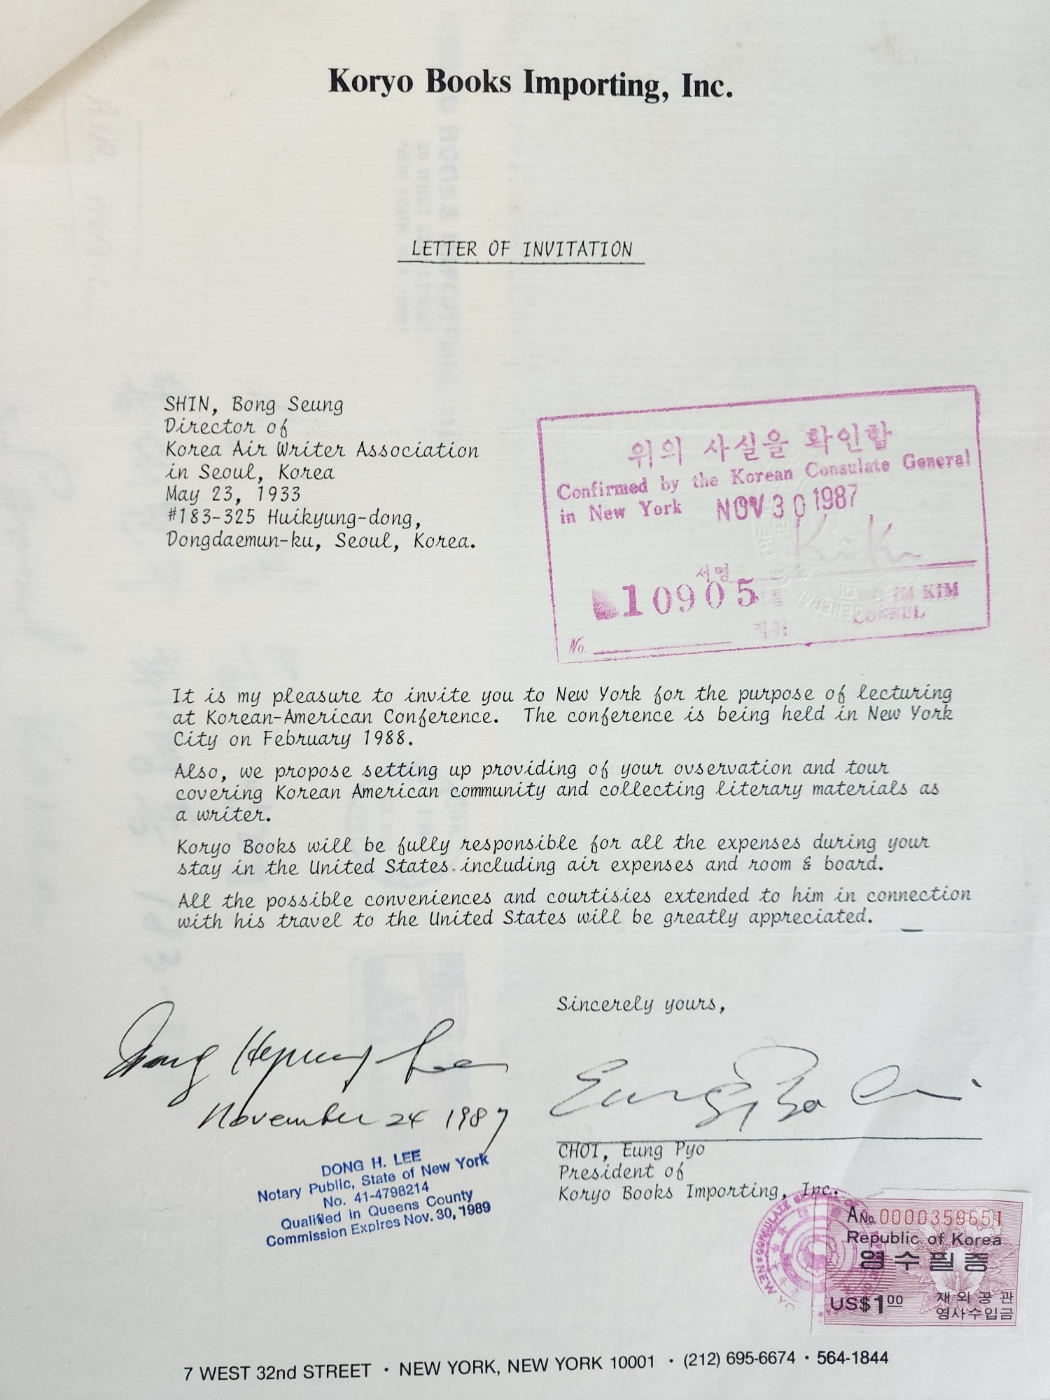 Koryo Books Importing, Inc.
LETTER OF INVITATION
SHIN, Bong Seung
Director of
Korea Air Writer Association
in Seoul, Korea
May 23, 1933
#183-325 Huikyung-dong,
Dongdaemun-ku, Seoul, Korea.
위의 사실을 확인함
Confirmed by the Korean Consulate General
in New York NOV 30 1987
서명
10905
IM KIM
CONSUL
직위
No.
It is my pleasure to invite you to New York for the purpose of lecturing
at Korean-American Conference. The conference is being held in New York
City on February 1988.
Also, we propose setting up providing of your ovservation and tour
covering Korean American community and collecting literary materials as
a writer.
Koryo Books will be fully responsible for all the expenses during your
stay in the United States including air expenses and room & board.
All the possible conveniences and courtisies extended to him in connection
with his travel to the United States will be greatly appreciated.
Sincerely yours,
Dong Hyung Lee
November 24 1987
DONG H. LEE
Notary Public, State of New York
No. 41-4798214
Qualified in Queens County
Commission Expires Nov. 30, 1989
CHOI, Eung Pyo
President of
Koryo Books Importing, Inc.
A No. 0000359651
Republic of Korea
영수필증
US$1.00
재외공관
영사수입금
7 WEST 32nd STREET • NEW YORK, NEW YORK 10001 • (212) 695-6674 • 564-1844